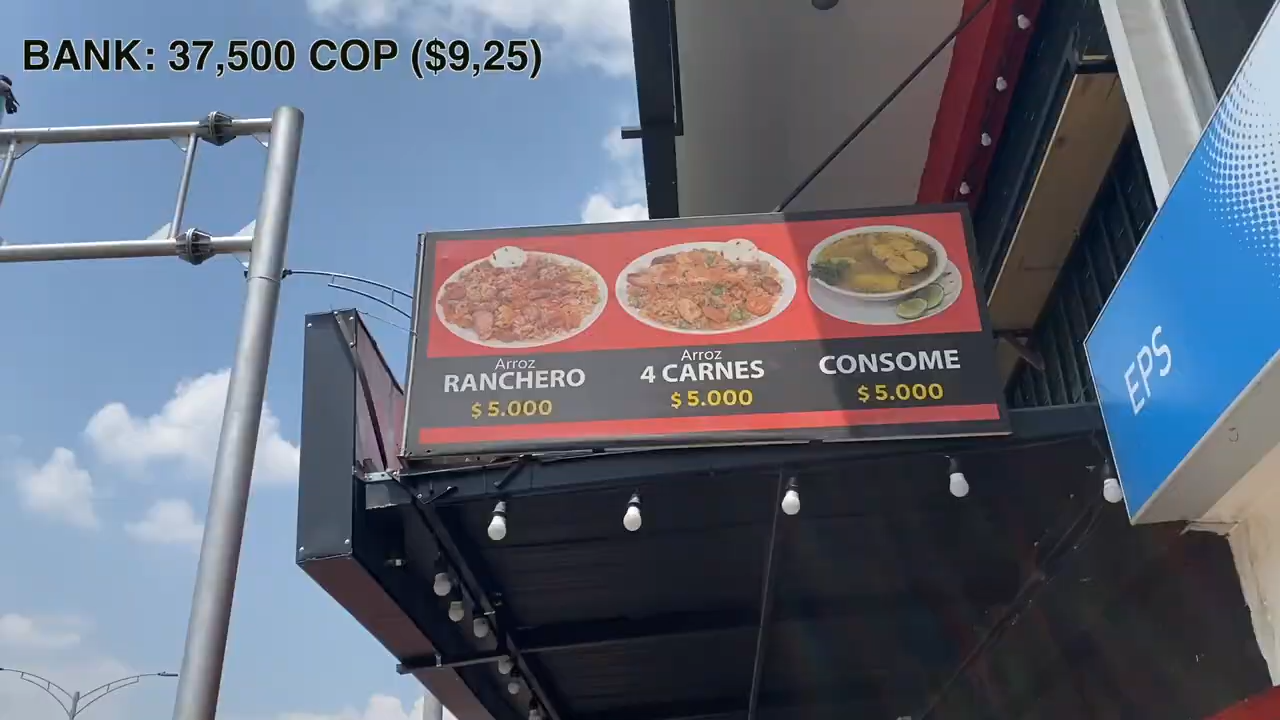 BANK: 37,500 COP ($9,25)
Arroz
RANCHERO
$ 5.000
Arroz
4 CARNES
$ 5.000
CONSOME
$ 5.000
EPS